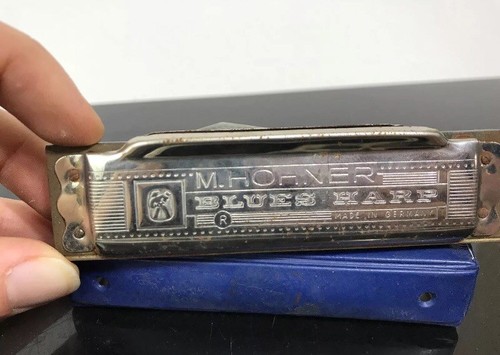 M. HOHNER
BLUES HARP
®
MADE IN GERMANY